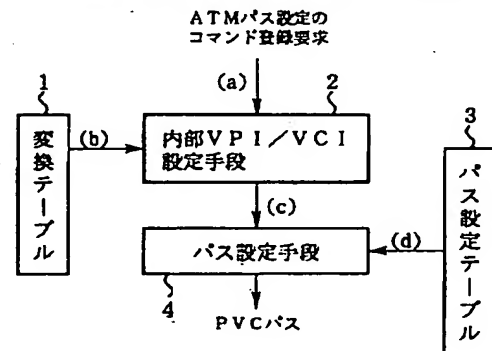 ATMパス設定の
コマンド登録要求
(a)
1
2
3
変換テーブル
(b)
内部VPI/VCI
設定手段
パス設定テーブル
(c)
(d)
パス設定手段
4
PVCパス